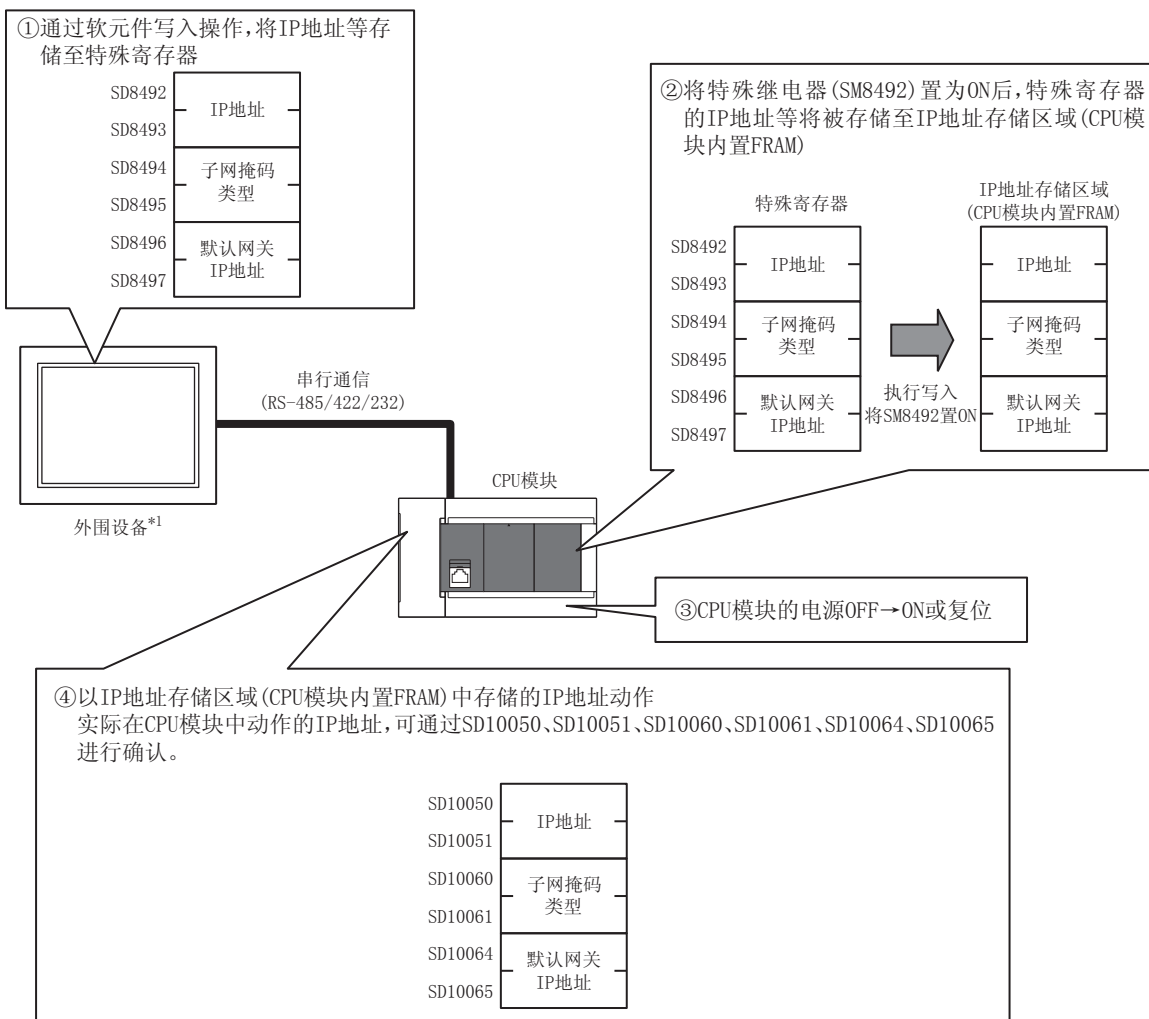 ①通过软元件写入操作,将IP地址等存
储至特殊寄存器
SD8492
SD8493
IP地址
SD8494
SD8495
子网掩码
类型
SD8496
SD8497
默认网关
IP地址
②将特殊继电器(SM8492)置为ON后,特殊寄存器
的IP地址等将被存储至IP地址存储区域(CPU模
块内置FRAM)
特殊寄存器
IP地址存储区域
(CPU模块内置FRAM)
SD8492
SD8493
IP地址
IP地址
SD8494
SD8495
子网掩码
类型
子网掩码
类型
SD8496
SD8497
默认网关
IP地址
执行写入
将SM8492置ON
默认网关
IP地址
串行通信
(RS-485/422/232)
外围设备*1
CPU模块
③CPU模块的电源OFF→ON或复位
④以IP地址存储区域(CPU模块内置FRAM)中存储的IP地址动作
实际在CPU模块中动作的IP地址,可通过SD10050、SD10051、SD10060、SD10061、SD10064、SD10065
进行确认。
SD10050
SD10051
IP地址
SD10060
SD10061
子网掩码
类型
SD10064
SD10065
默认网关
IP地址